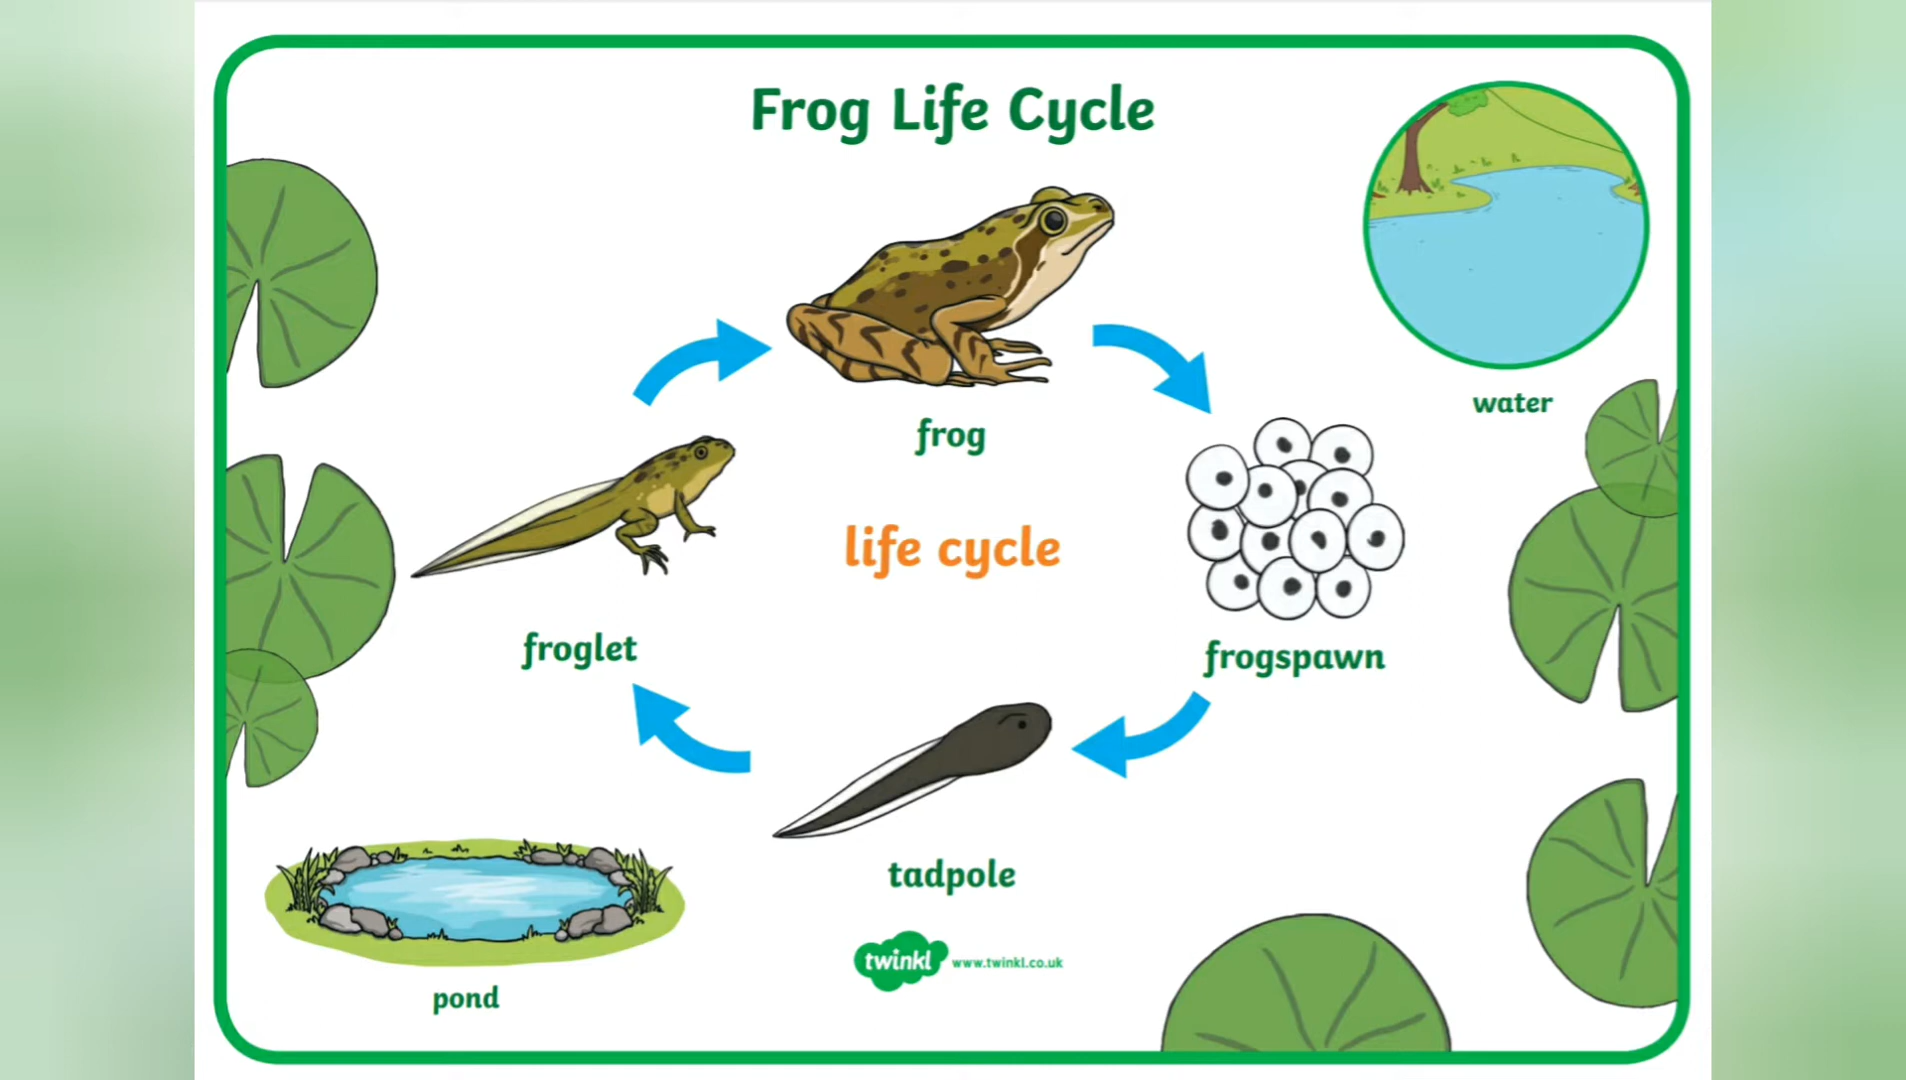 Frog Life Cycle
water
frog
life cycle
froglet
frogspawn
tadpole
twinkl www.twinkl.co.uk
pond